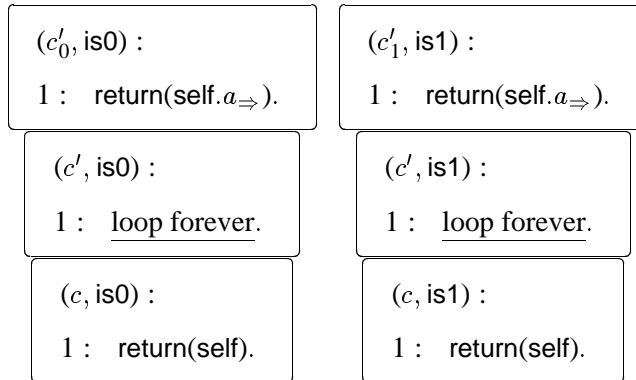 (c′₀, is0) :
1 : return(self.a⇒).
(c′₁, is1) :
1 : return(self.a⇒).
(c′, is0) :
1 : loop forever.
(c′, is1) :
1 : loop forever.
(c, is0) :
1 : return(self).
(c, is1) :
1 : return(self).